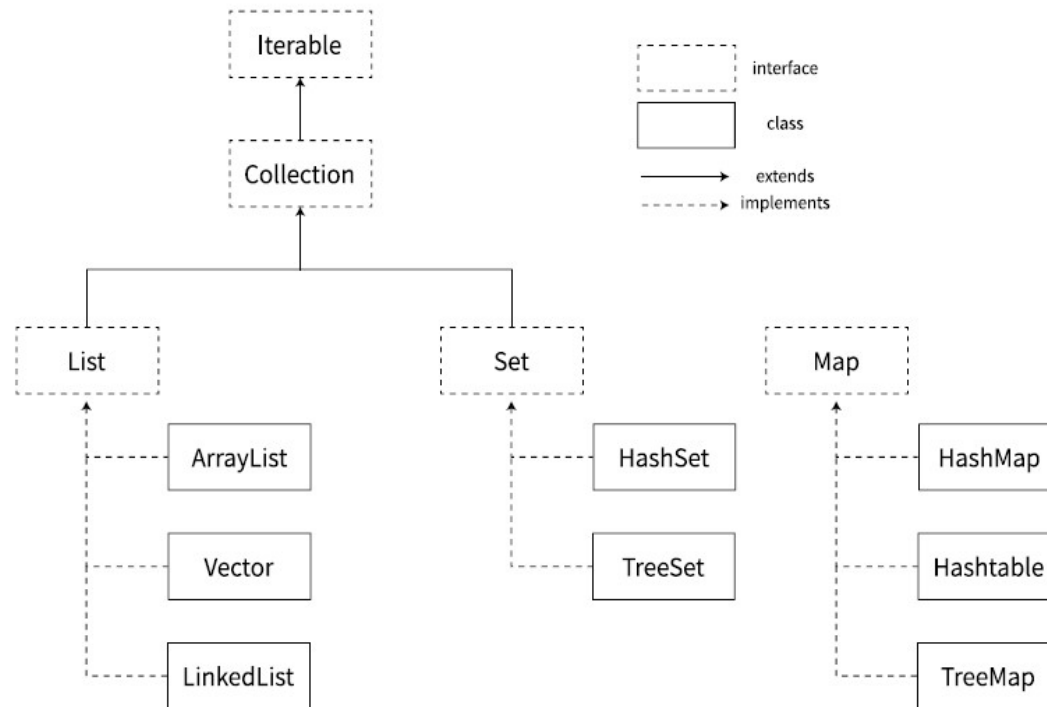 Iterable
interface
class
Collection
extends
implements
List
Set
Map
ArrayList
HashSet
HashMap
Vector
TreeSet
Hashtable
LinkedList
TreeMap